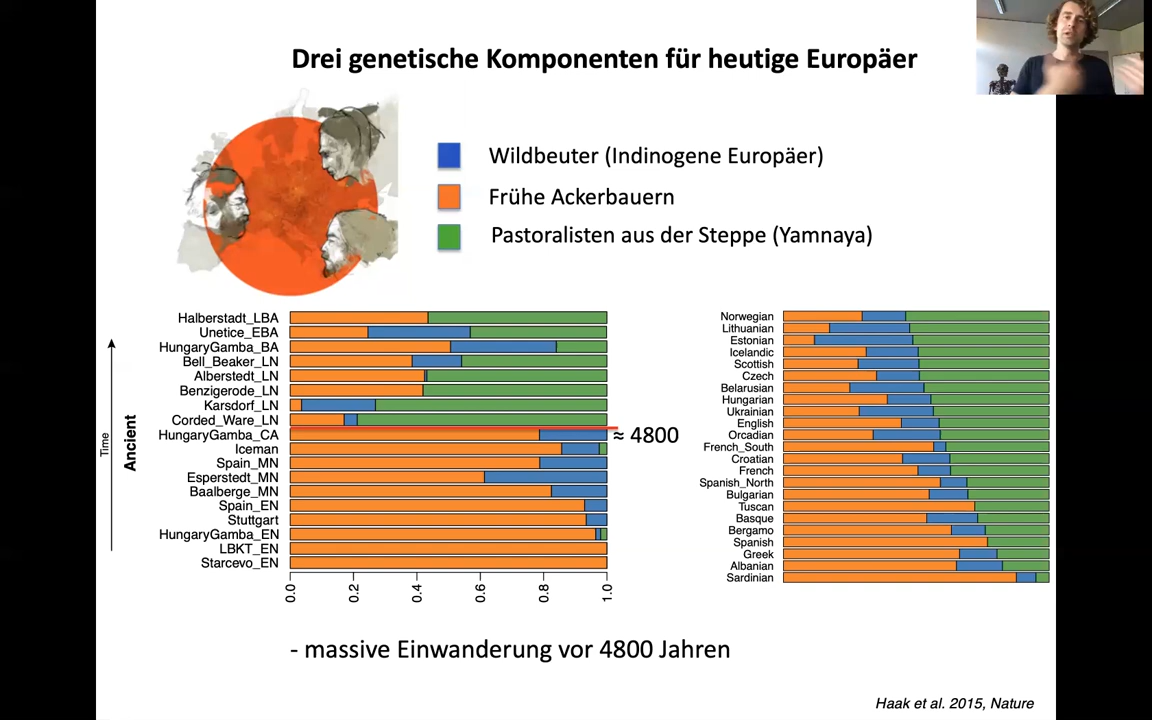 Drei genetische Komponenten für heutige Europäer
Wildbeuter (Indinogene Europäer)
Frühe Ackerbauern
Pastoralisten aus der Steppe (Yamnaya)
Time
Ancient
Halberstadt_LBA
Unetice_EBA
HungaryGamba_BA
Bell_Beaker_LN
Alberstedt_LN
Benzigerode_LN
Karsdorf_LN
Corded_Ware_LN
HungaryGamba_CA
≈ 4800
Iceman
Spain_MN
Esperstedt_MN
Baalberge_MN
Spain_EN
Stuttgart
HungaryGamba_EN
LBKT_EN
Starcevo_EN
0.0 0.2 0.4 0.6 0.8 1.0
Norwegian
Lithuanian
Estonian
Icelandic
Scottish
Czech
Belarusian
Hungarian
Ukrainian
English
Orcadian
French_South
Croatian
French
Spanish_North
Bulgarian
Tuscan
Basque
Bergamo
Spanish
Greek
Albanian
Sardinian
- massive Einwanderung vor 4800 Jahren
Haak et al. 2015, Nature